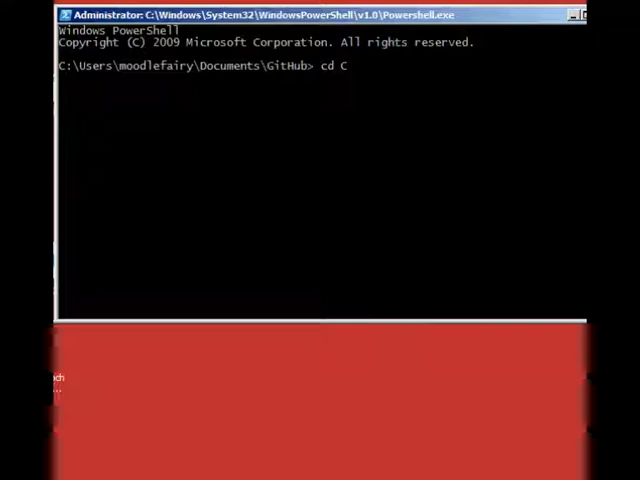 Administrator: C:\Windows\System32\WindowsPowerShell\v1.0\Powershell.exe
Windows PowerShell
Copyright (C) 2009 Microsoft Corporation. All rights reserved.
C:\Users\moodlefairy\Documents\GitHub> cd C
och
...